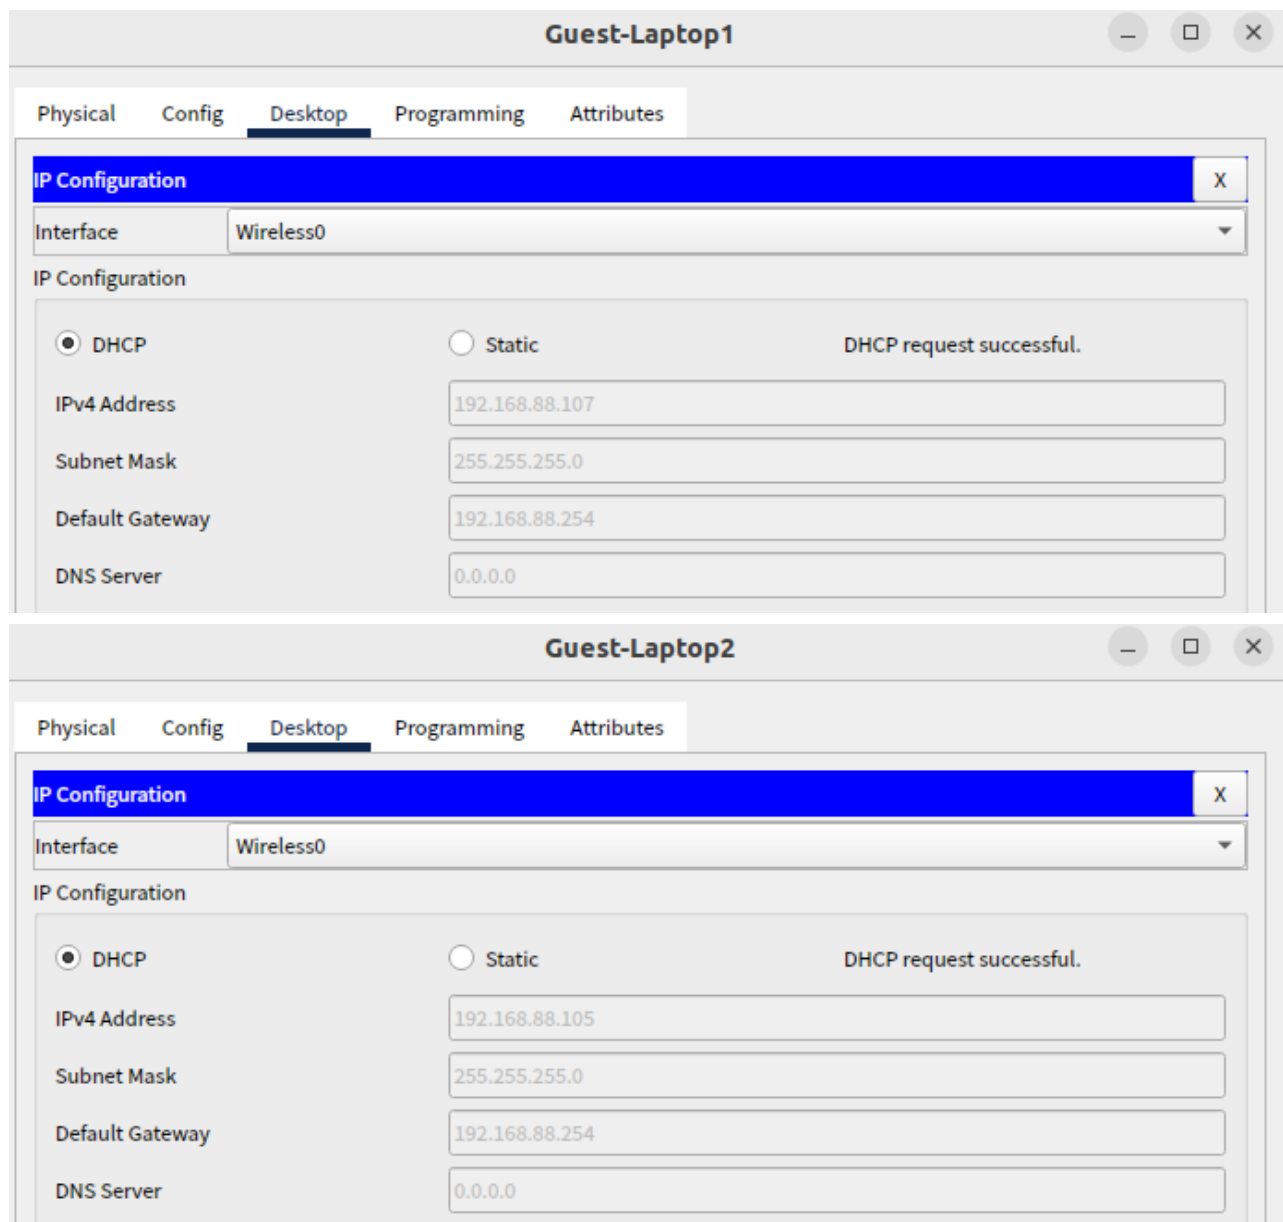 Guest-Laptop1
Physical Config Desktop Programming Attributes
IP Configuration X
Interface Wireless0
IP Configuration
DHCP Static DHCP request successful.
IPv4 Address 192.168.88.107
Subnet Mask 255.255.255.0
Default Gateway 192.168.88.254
DNS Server 0.0.0.0
Guest-Laptop2
Physical Config Desktop Programming Attributes
IP Configuration X
Interface Wireless0
IP Configuration
DHCP Static DHCP request successful.
IPv4 Address 192.168.88.105
Subnet Mask 255.255.255.0
Default Gateway 192.168.88.254
DNS Server 0.0.0.0